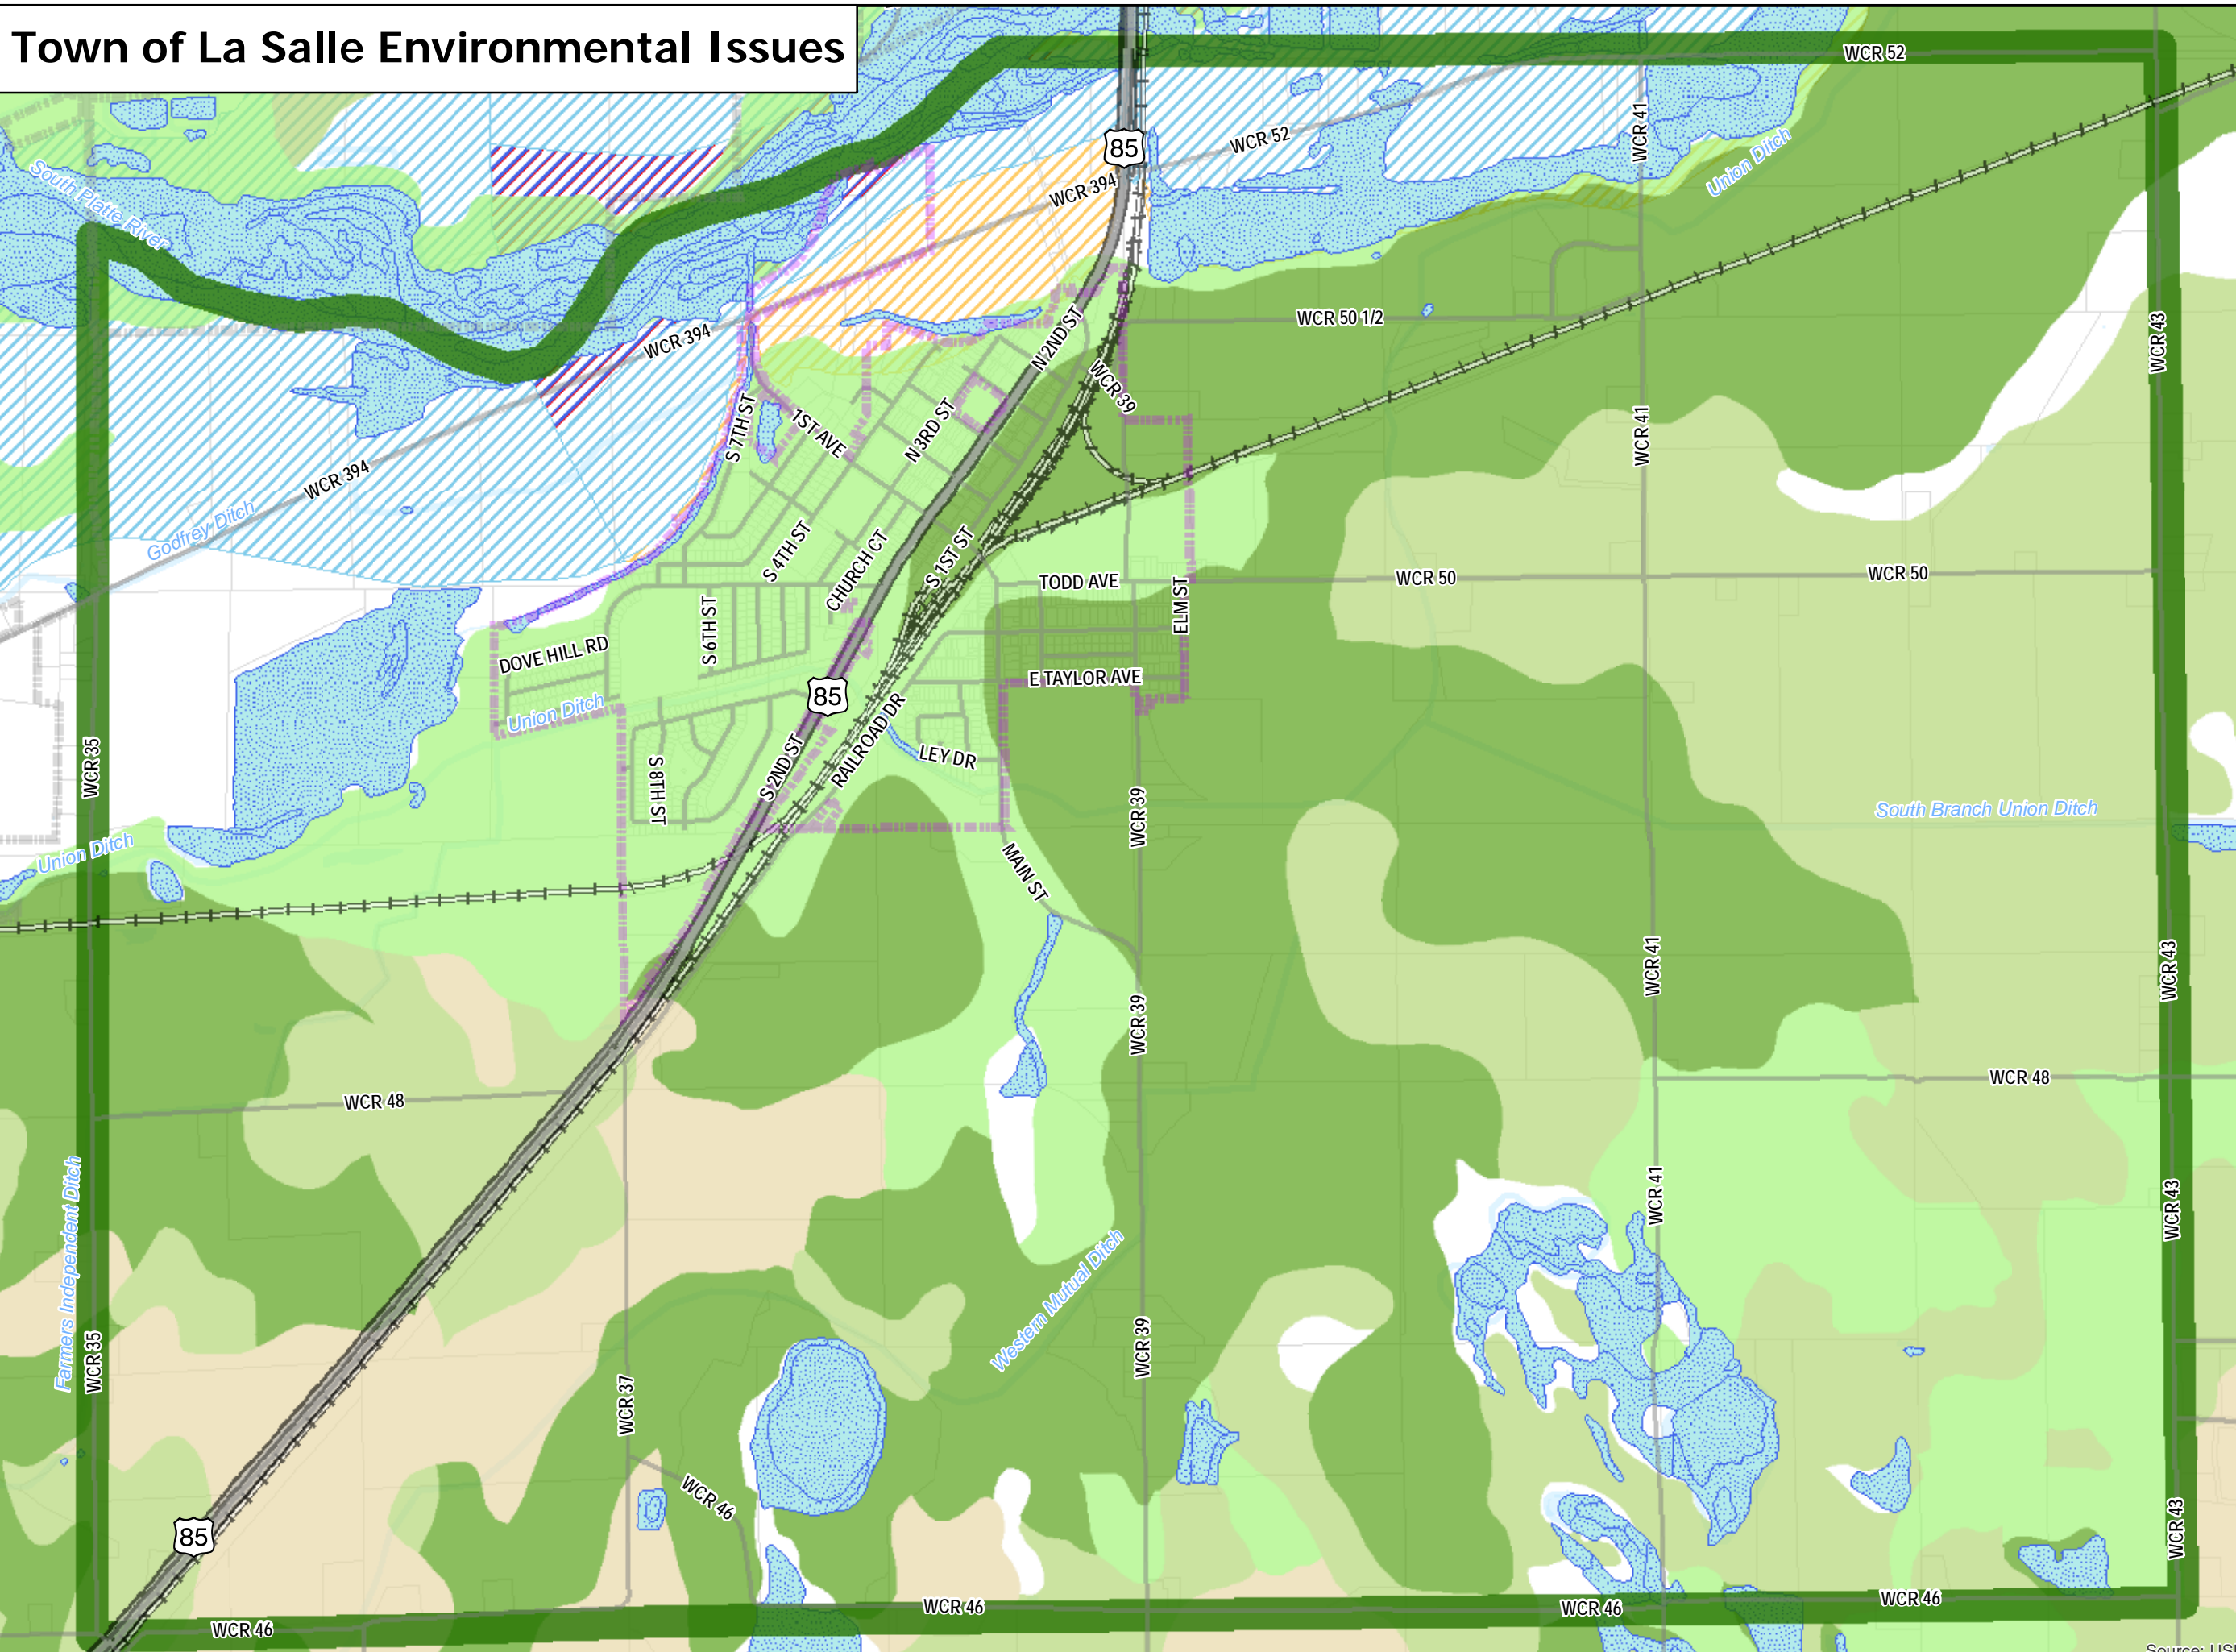 Town of La Salle Environmental Issues
WCR 52
85
WCR 52
WCR 41
Union Ditch
South Platte River
WCR 394
WCR 394
WCR 50 1/2
WCR 43
N 2ND ST
WCR 39
S 7TH ST
1ST AVE
N 3RD ST
WCR 41
WCR 394
Godfrey Ditch
S 4TH ST
CHURCH CT
S 1ST ST
TODD AVE
WCR 50
WCR 50
ELM ST
S 6TH ST
DOVE HILL RD
E TAYLOR AVE
85
Union Ditch
RAILROAD DR
LEY DR
WCR 35
S 8TH ST
S 2ND ST
WCR 39
South Branch Union Ditch
Union Ditch
MAIN ST
WCR 41
WCR 43
WCR 39
WCR 48
WCR 48
WCR 41
WCR 43
Farmers Independent Ditch
Western Mutual Ditch
WCR 35
WCR 39
WCR 37
WCR 46
85
WCR 43
WCR 46
WCR 46
WCR 46
WCR 46